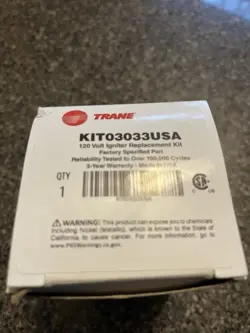 TRANE
KIT03033USA
120 Volt Igniter Replacement Kit
Factory Specified Part
Reliability Tested to Over 100,000 Cycles
3-Year Warranty - Made in USA
QTY
1
WARNING: This product can expose you to chemicals
including Nickel (metallic), which is known to the State of
California to cause cancer. For more information go to
www.P65Warnings.ca.gov.